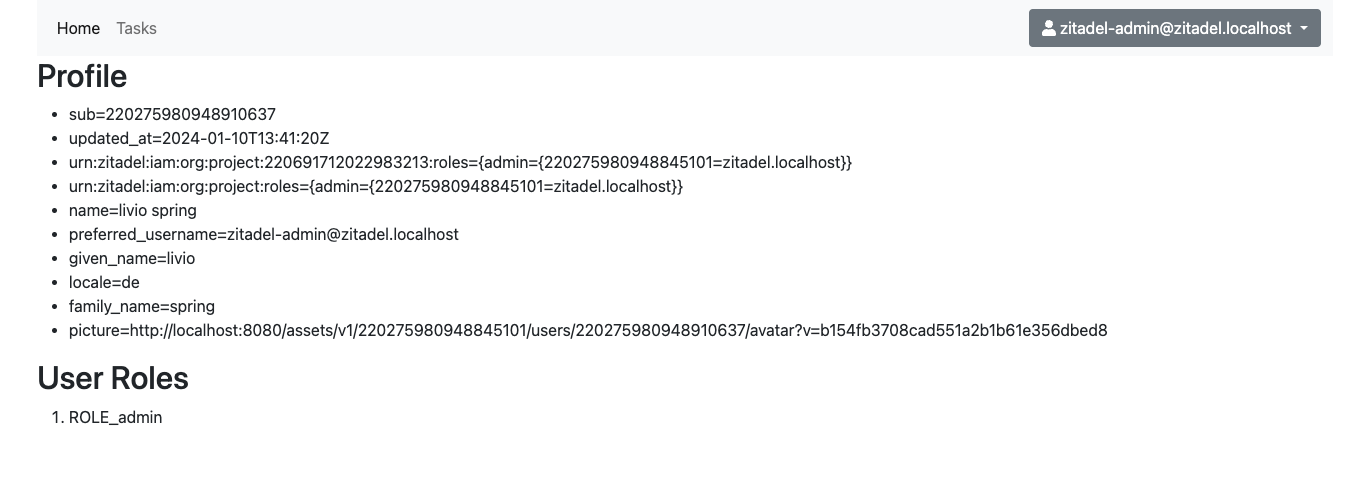 Home Tasks zitadel-admin@zitadel.localhost
Profile
• sub=220275980948910637
• updated_at=2024-01-10T13:41:20Z
• urn:zitadel:iam:org:project:220691712022983213:roles={admin={220275980948845101=zitadel.localhost}}
• urn:zitadel:iam:org:project:roles={admin={220275980948845101=zitadel.localhost}}
• name=livio spring
• preferred_username=zitadel-admin@zitadel.localhost
• given_name=livio
• locale=de
• family_name=spring
• picture=http://localhost:8080/assets/v1/220275980948845101/users/220275980948910637/avatar?v=b154fb3708cad551a2b1b61e356dbed8
User Roles
1. ROLE_admin